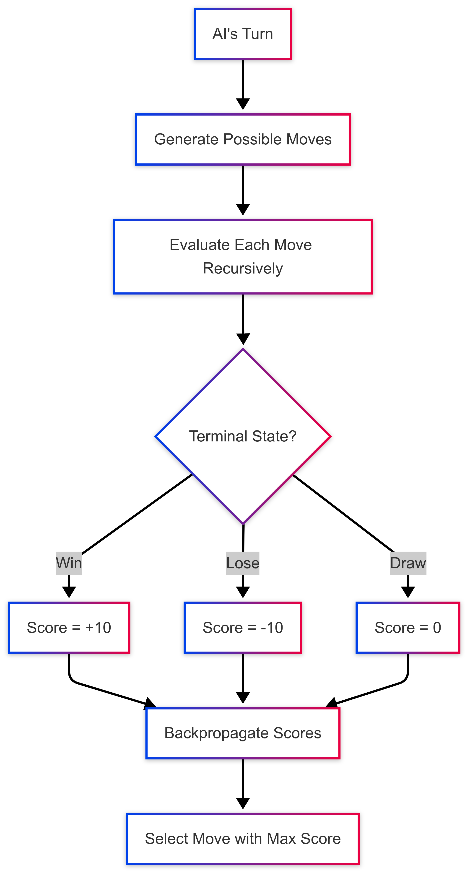 AI's Turn
Generate Possible Moves
Evaluate Each Move
Recursively
Terminal State?
Win
Lose
Draw
Score = +10
Score = -10
Score = 0
Backpropagate Scores
Select Move with Max Score